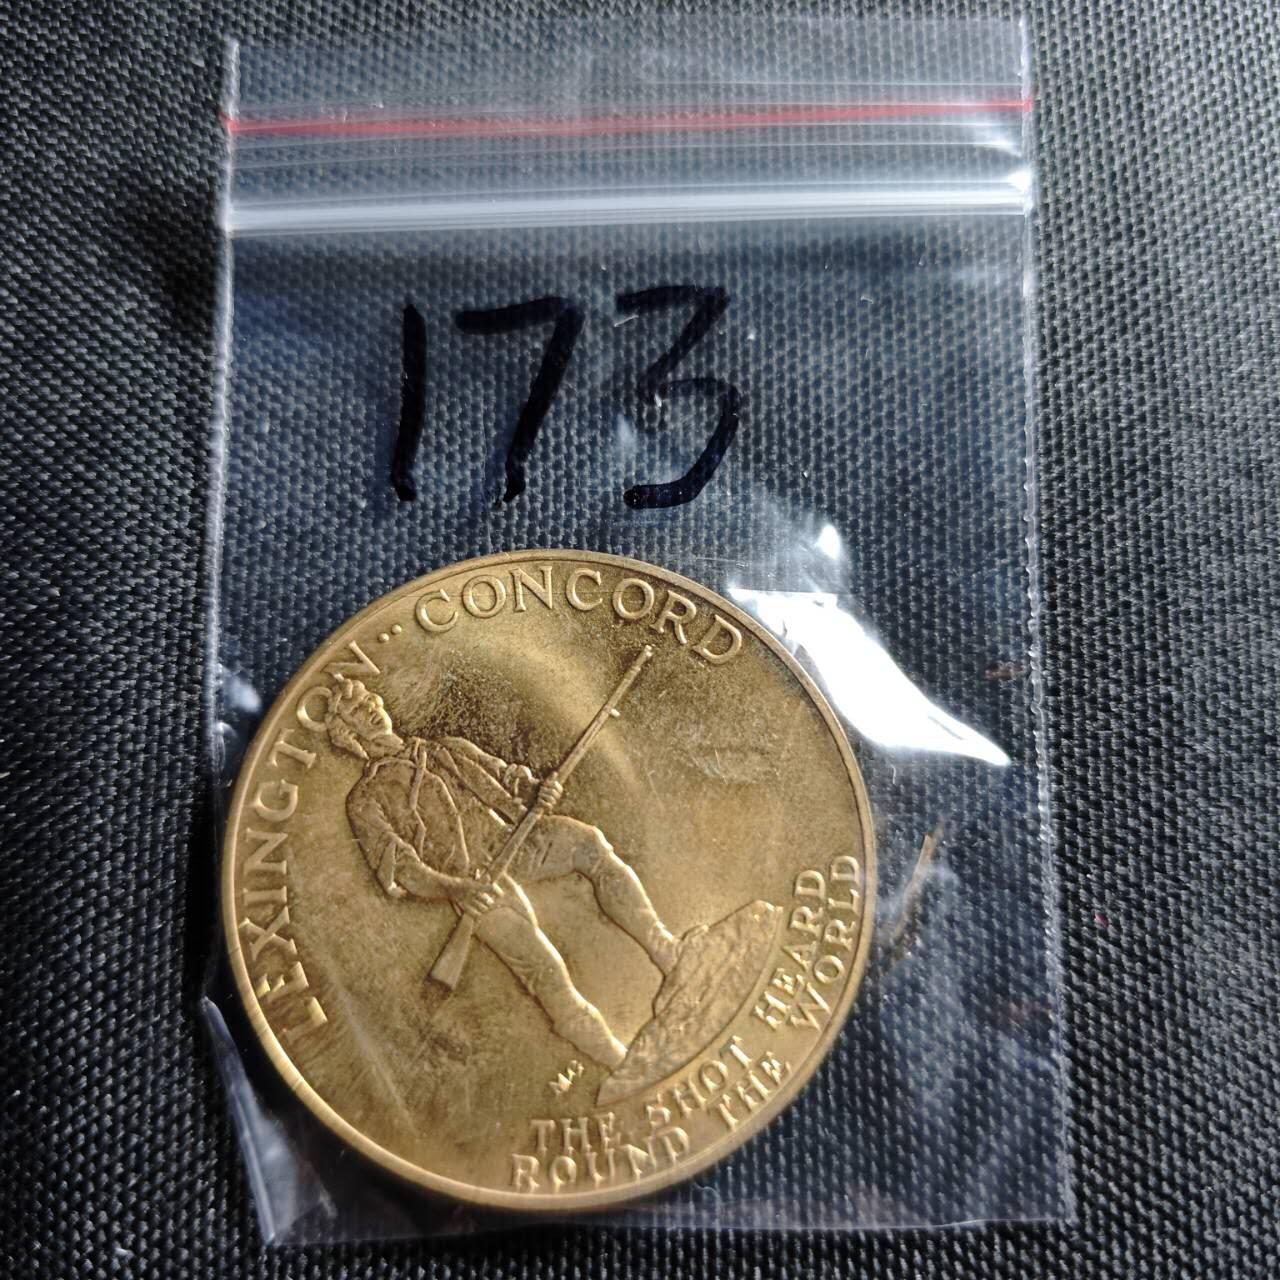 173
LEXINGTON·· CONCORD
THE SHOT HEARD
ROUND THE WORLD